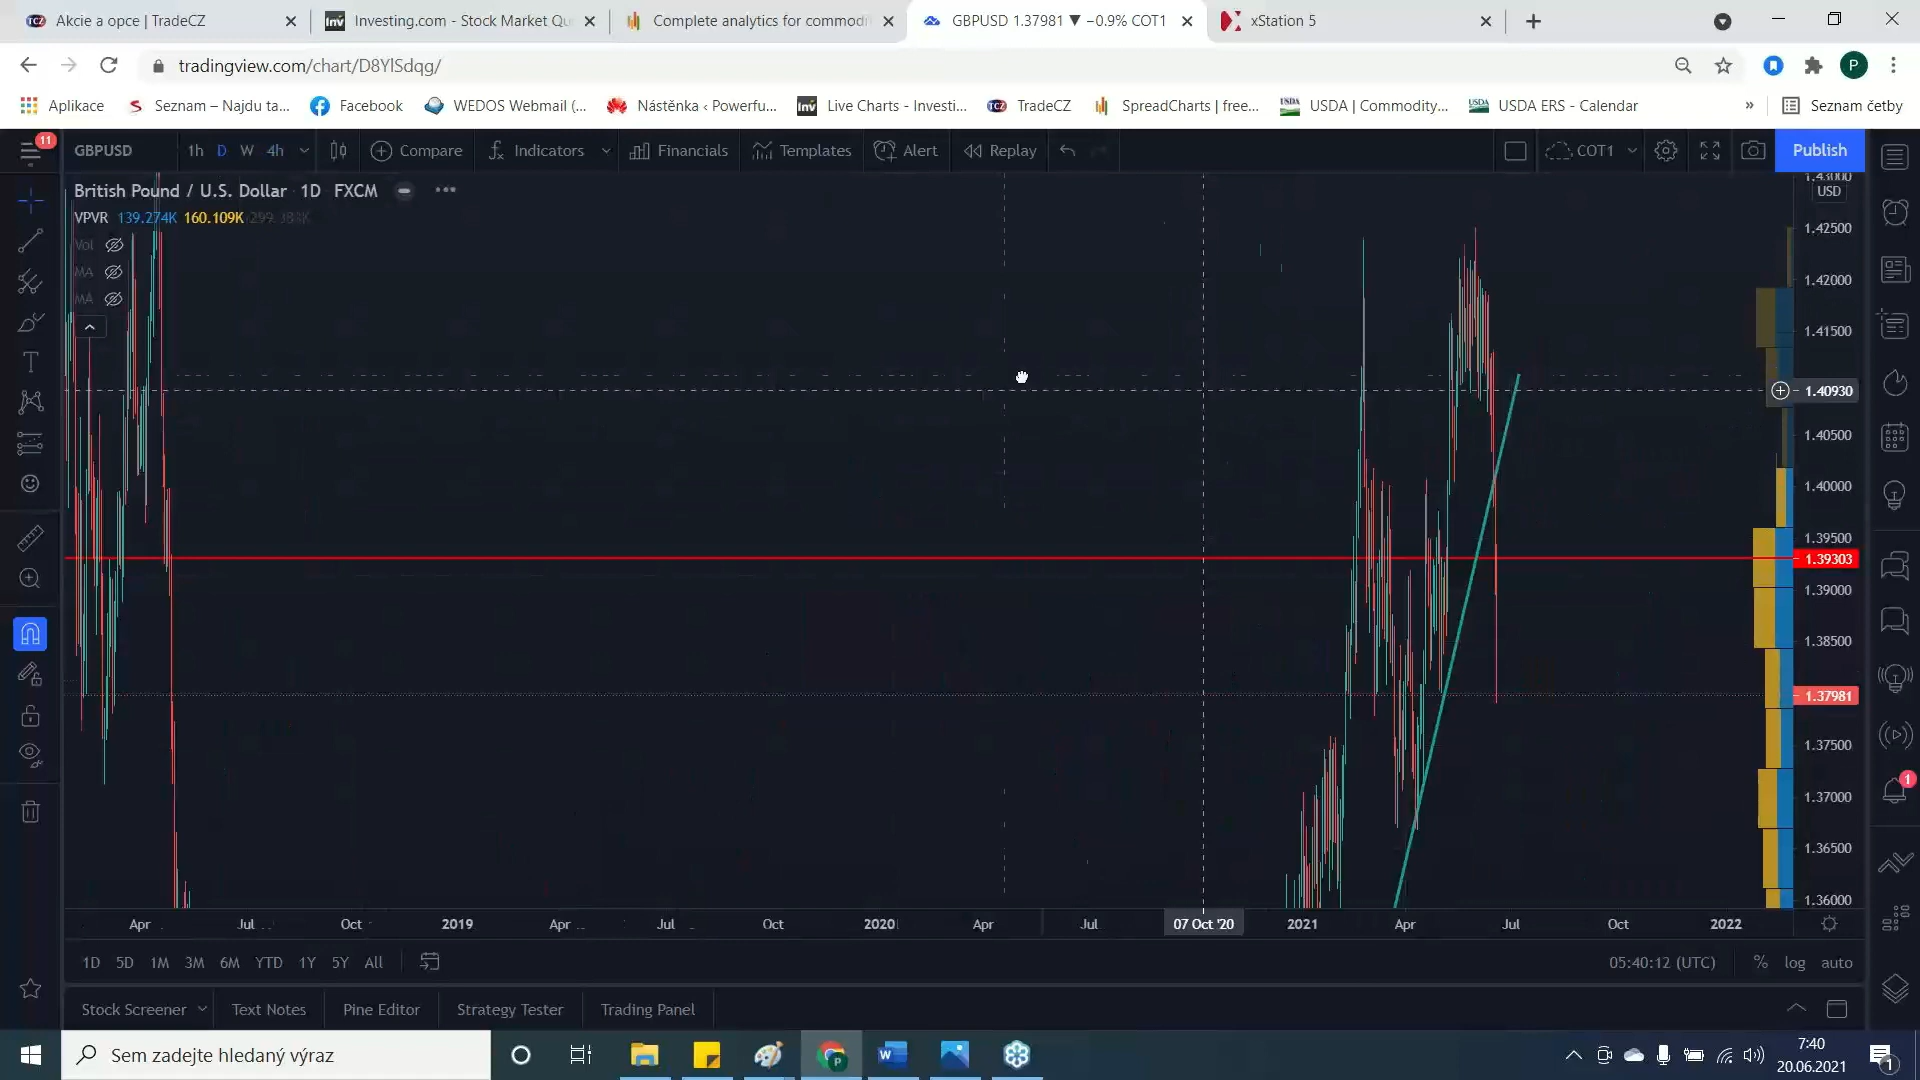 Akcie a opce | TradeCZ
Investing.com - Stock Market Qu
Complete analytics for commodi
GBPUSD 1.37981 ▼ −0.9% COT1
xStation 5
tradingview.com/chart/D8YlSdqg/
P
Aplikace
Seznam – Najdu ta...
Facebook
WEDOS Webmail (...
Nástěnka ‹ Powerfu...
Live Charts - Investi...
TradeCZ
SpreadCharts | free...
USDA | Commodity...
USDA ERS - Calendar
»
Seznam četby
11
GBPUSD
1h D W 4h
Compare
Indicators
Financials
Templates
Alert
Replay
COT1
Publish
British Pound / U.S. Dollar 1D FXCM
VPVR 139.274K 160.109K
Vol
MA
MA
1.43000
USD
1.42500
1.42000
1.41500
1.40930
1.40500
1.40000
1.39500
1.39303
1.39000
1.38500
1.37981
1.37500
1.37000
1.36500
1.36000
Apr Jul Oct 2019 Apr Jul Oct 2020 Apr Jul 07 Oct '20 2021 Apr Jul Oct 2022
1D 5D 1M 3M 6M YTD 1Y 5Y All
05:40:12 (UTC) % log auto
Stock Screener
Text Notes
Pine Editor
Strategy Tester
Trading Panel
1
Sem zadejte hledaný výraz
7:40
20.06.2021
1